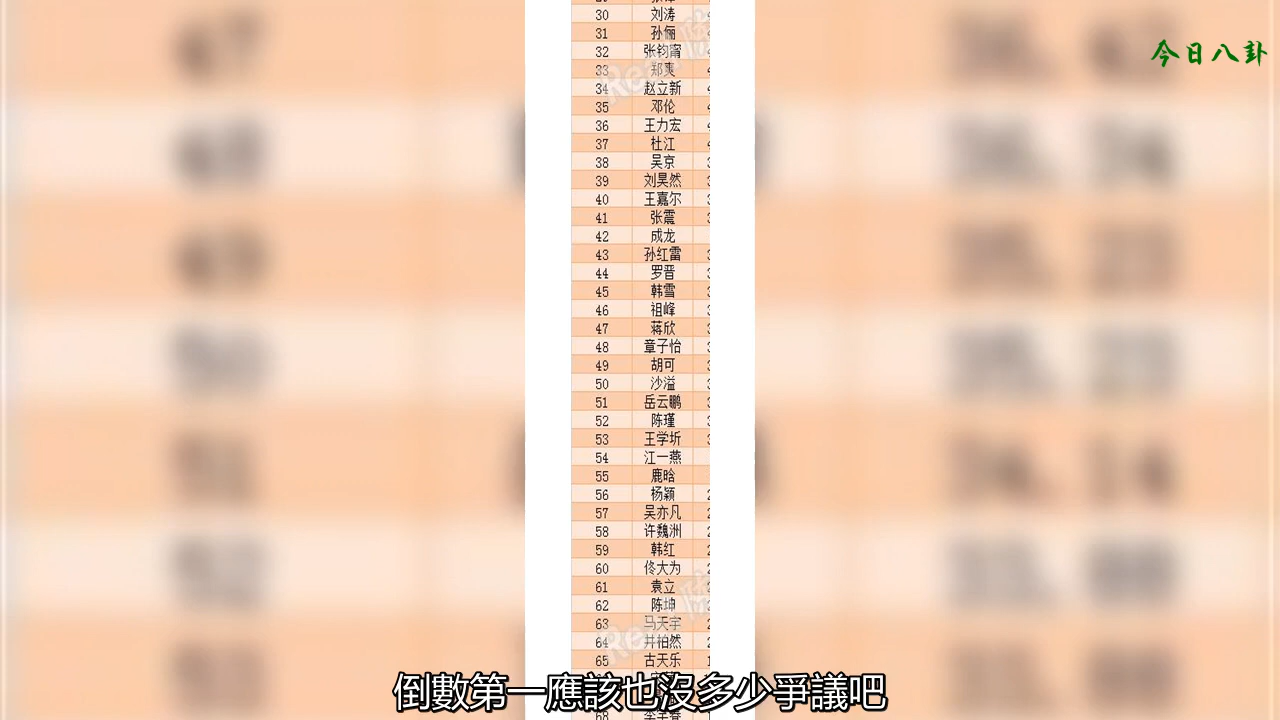 今日八卦
30 刘涛
31 孙俪
32 张钧甯
33 郑爽
34 赵立新
35 邓伦
36 王力宏
37 杜江
38 吴京
39 刘昊然
40 王嘉尔
41 张震
42 成龙
43 孙红雷
44 罗晋
45 韩雪
46 祖峰
47 蒋欣
48 章子怡
49 胡可
50 沙溢
51 岳云鹏
52 陈瑾
53 王学圻
54 江一燕
55 鹿晗
56 杨颖
57 吴亦凡
58 许魏洲
59 韩红
60 佟大为
61 袁立
62 陈坤
63 马天宇
64 井柏然
65 古天乐
68
倒數第一應該也沒多少爭議吧